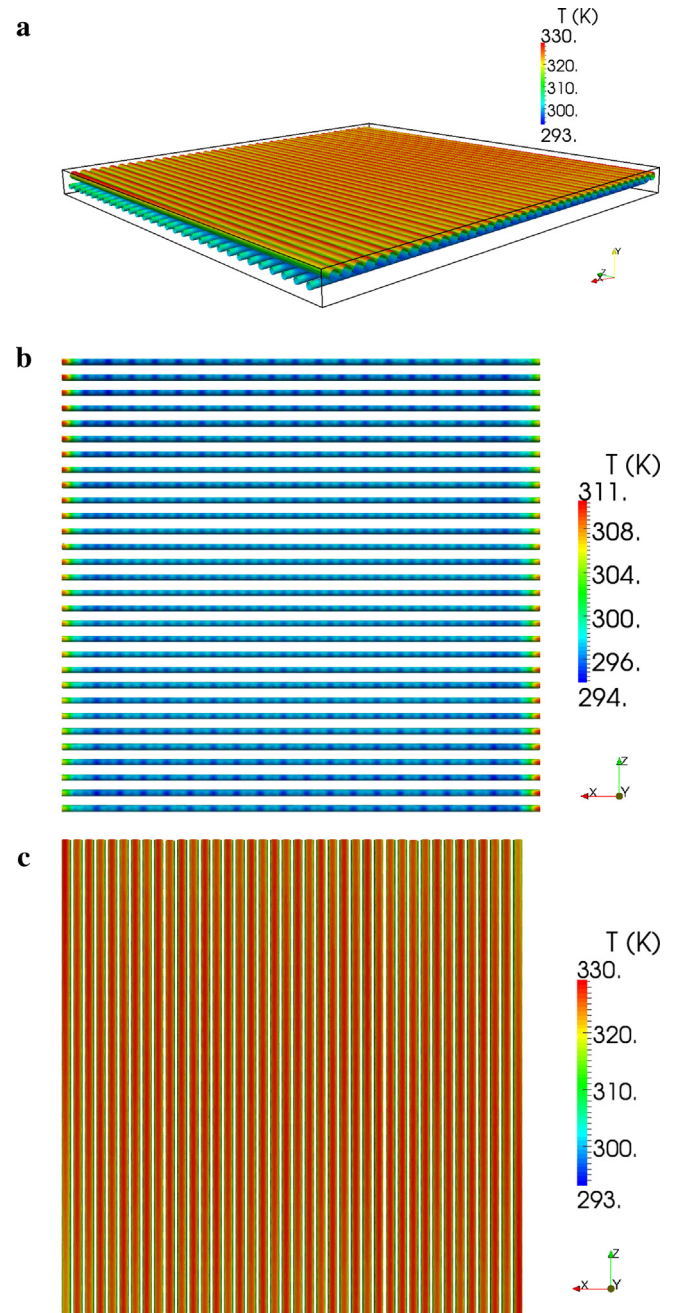 a
T (K)
330.
320.
310.
300.
293.
Y
Z
X
b
T (K)
311.
308.
304.
300.
296.
294.
Z
X
Y
c
T (K)
330.
320.
310.
300.
293.
Z
X
Y